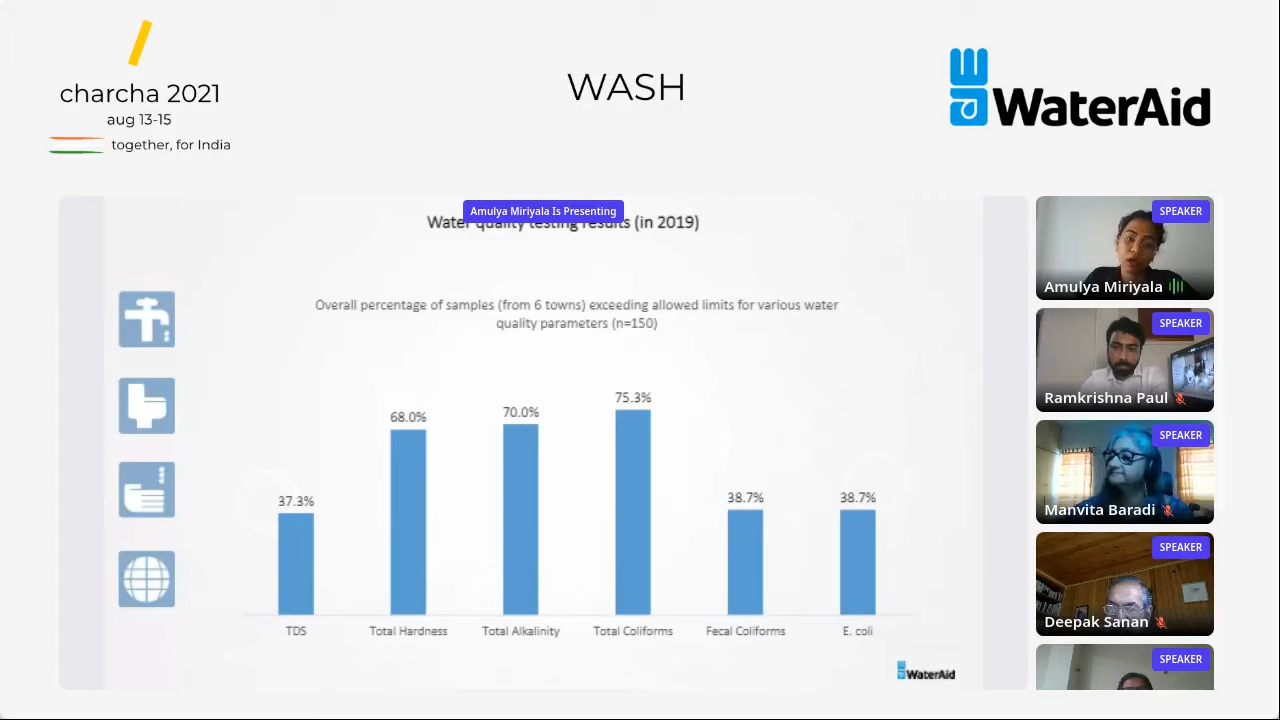 charcha 2021
aug 13-15
together, for India
WASH
WaterAid
Amulya Miriyala Is Presenting
Water quality testing results (in 2019)
Overall percentage of samples (from 6 towns) exceeding allowed limits for various water
quality parameters (n=150)
37.3%
68.0%
70.0%
75.3%
38.7%
38.7%
TDS
Total Hardness
Total Alkalinity
Total Coliforms
Fecal Coliforms
E. coli
WaterAid
SPEAKER
Amulya Miriyala
SPEAKER
Ramkrishna Paul
SPEAKER
Manvita Baradi
SPEAKER
Deepak Sanan
SPEAKER